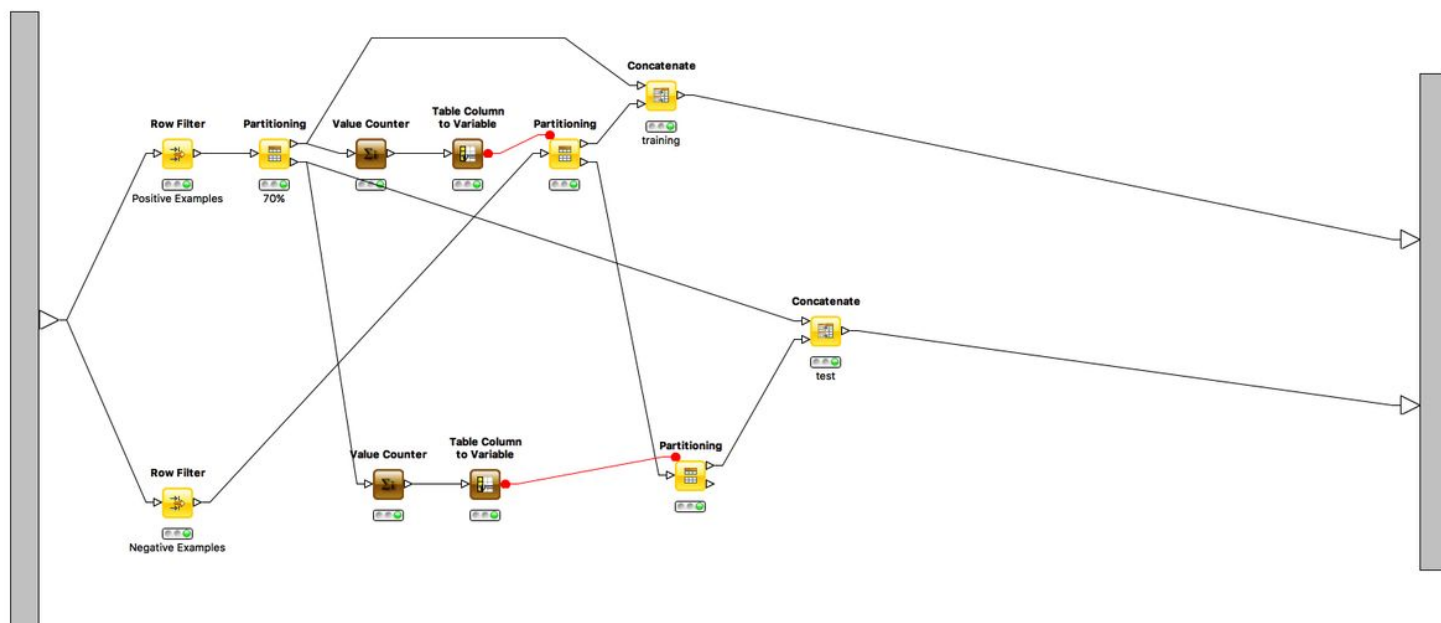 Concatenate
training
Row Filter
Positive Examples
Partitioning
70%
Value Counter
Table Column
to Variable
Partitioning
Concatenate
test
Row Filter
Negative Examples
Value Counter
Table Column
to Variable
Partitioning